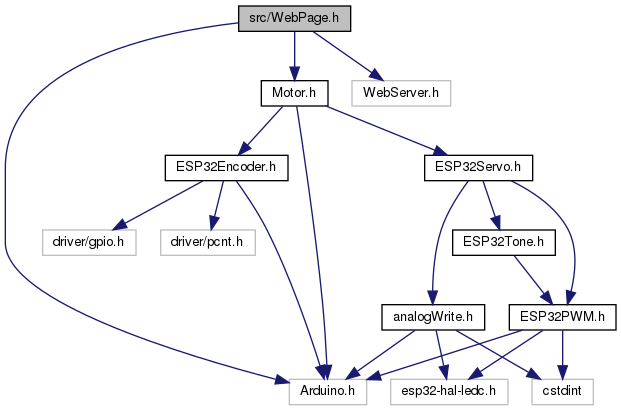 src/WebPage.h
Motor.h
WebServer.h
ESP32Encoder.h
ESP32Servo.h
driver/gpio.h
driver/pcnt.h
ESP32Tone.h
analogWrite.h
ESP32PWM.h
Arduino.h
esp32-hal-ledc.h
cstdint